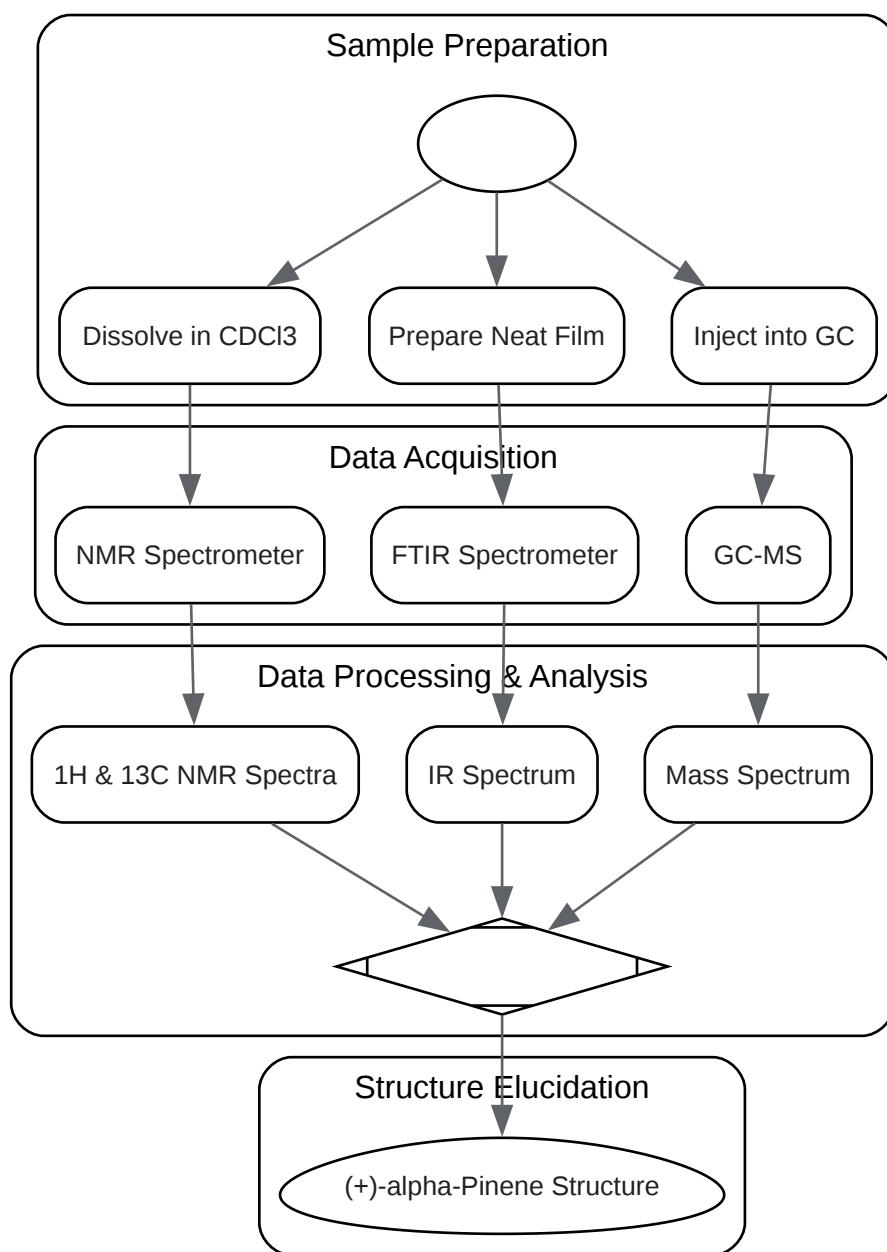 Sample Preparation
Dissolve in CDCl3
Prepare Neat Film
Inject into GC
Data Acquisition
NMR Spectrometer
FTIR Spectrometer
GC-MS
Data Processing & Analysis
1H & 13C NMR Spectra
IR Spectrum
Mass Spectrum
Structure Elucidation
(+)-alpha-Pinene Structure